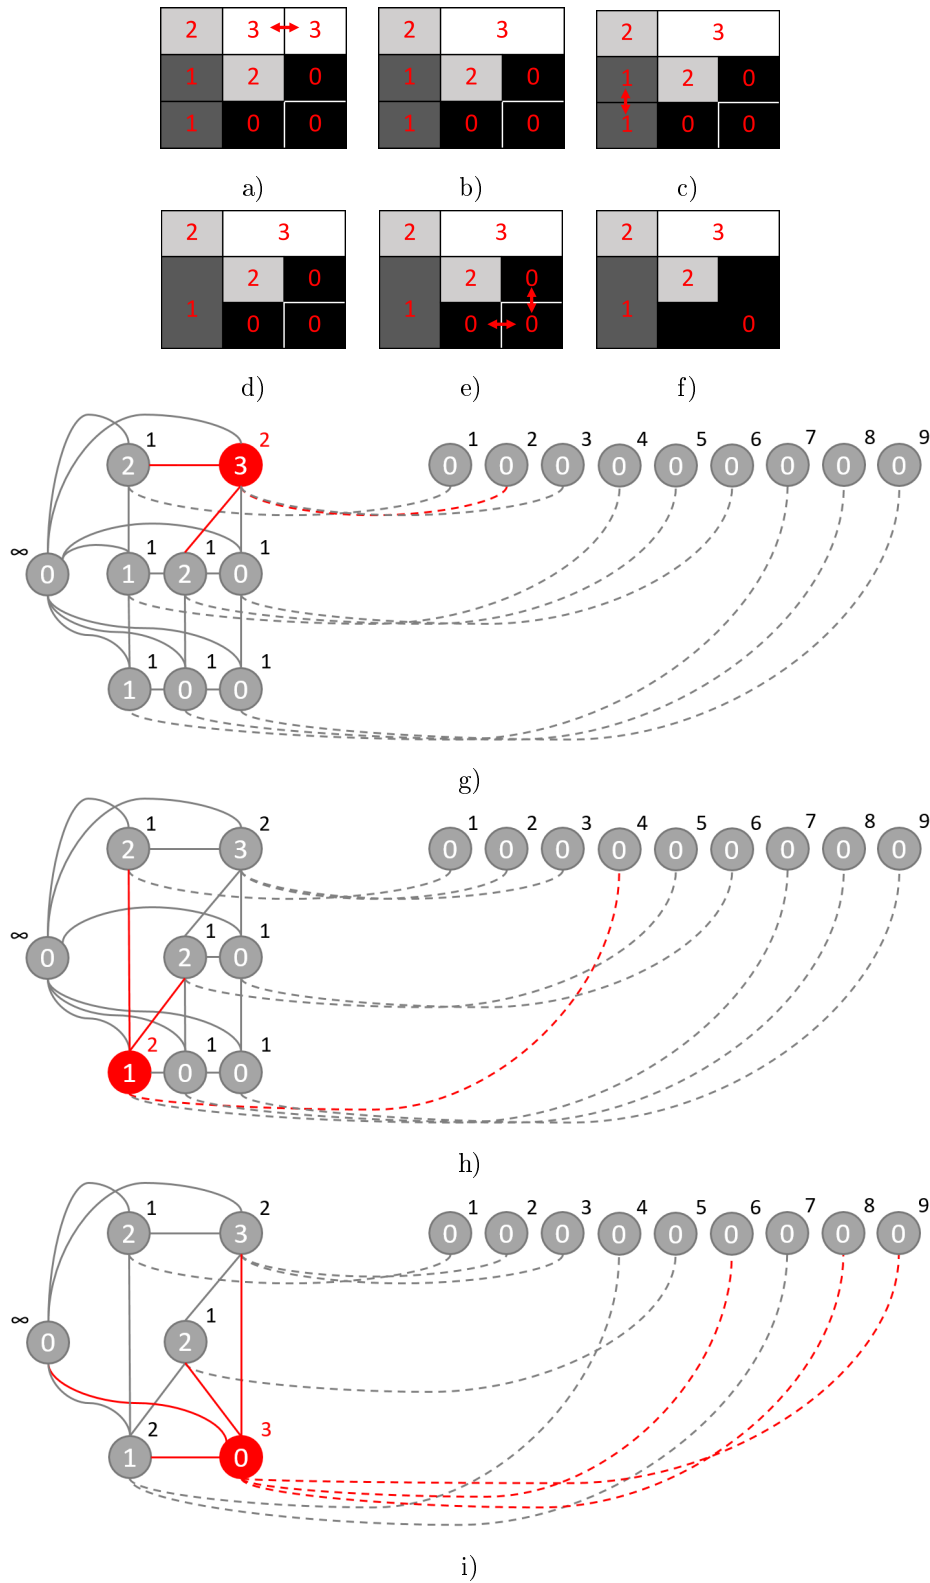 2 3 3 2 3 2 3
1 2 0 1 2 0 1 2 0
1 0 0 1 0 0 1 0 0
a) b) c)
2 3 2 3 2 3
2 0 2 0 2
1 1 1
0 0 0 0 0
d) e) f)
1 2 1 2 3 4 5 6 7 8 9
2 3 0 0 0 0 0 0 0 0 0
∞ 1 1 1
0 1 2 0
1 1 1
1 0 0
g)
1 2 1 2 3 4 5 6 7 8 9
2 3 0 0 0 0 0 0 0 0 0
∞ 1 1
0 2 0
2 1 1
1 0 0
h)
1 2 1 2 3 4 5 6 7 8 9
2 3 0 0 0 0 0 0 0 0 0
∞ 1
0 2
2 3
1 0
i)